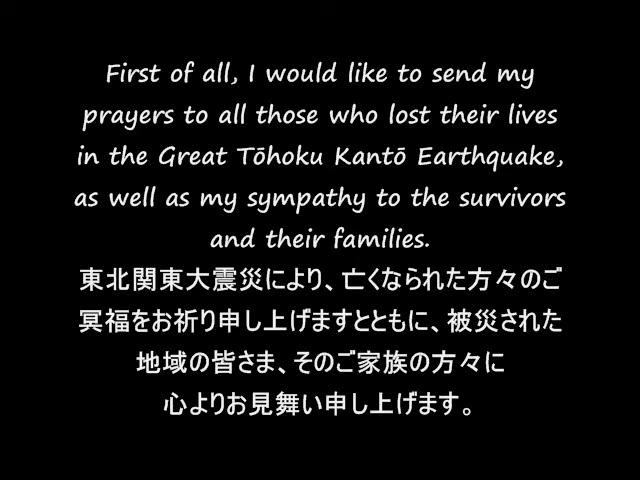 First of all, I would like to send my
prayers to all those who lost their lives
in the Great Tōhoku Kantō Earthquake,
as well as my sympathy to the survivors
and their families.
東北関東大震災により、亡くなられた方々のご
冥福をお祈り申し上げますとともに、被災された
地域の皆さま、そのご家族の方々に
心よりお見舞い申し上げます。